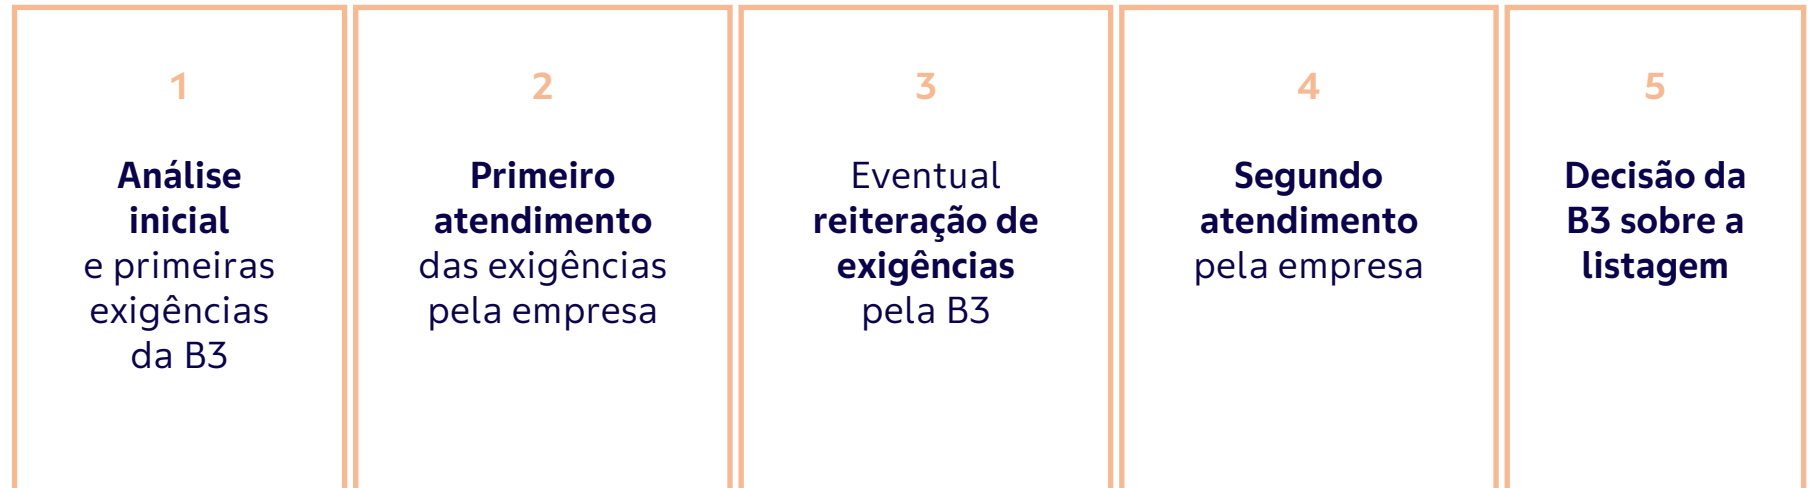 1
Análise
inicial
e primeiras
exigências
da B3
2
Primeiro
atendimento
das exigências
pela empresa
3
Eventual
reiteração de
exigências
pela B3
4
Segundo
atendimento
pela empresa
5
Decisão da
B3 sobre a
listagem